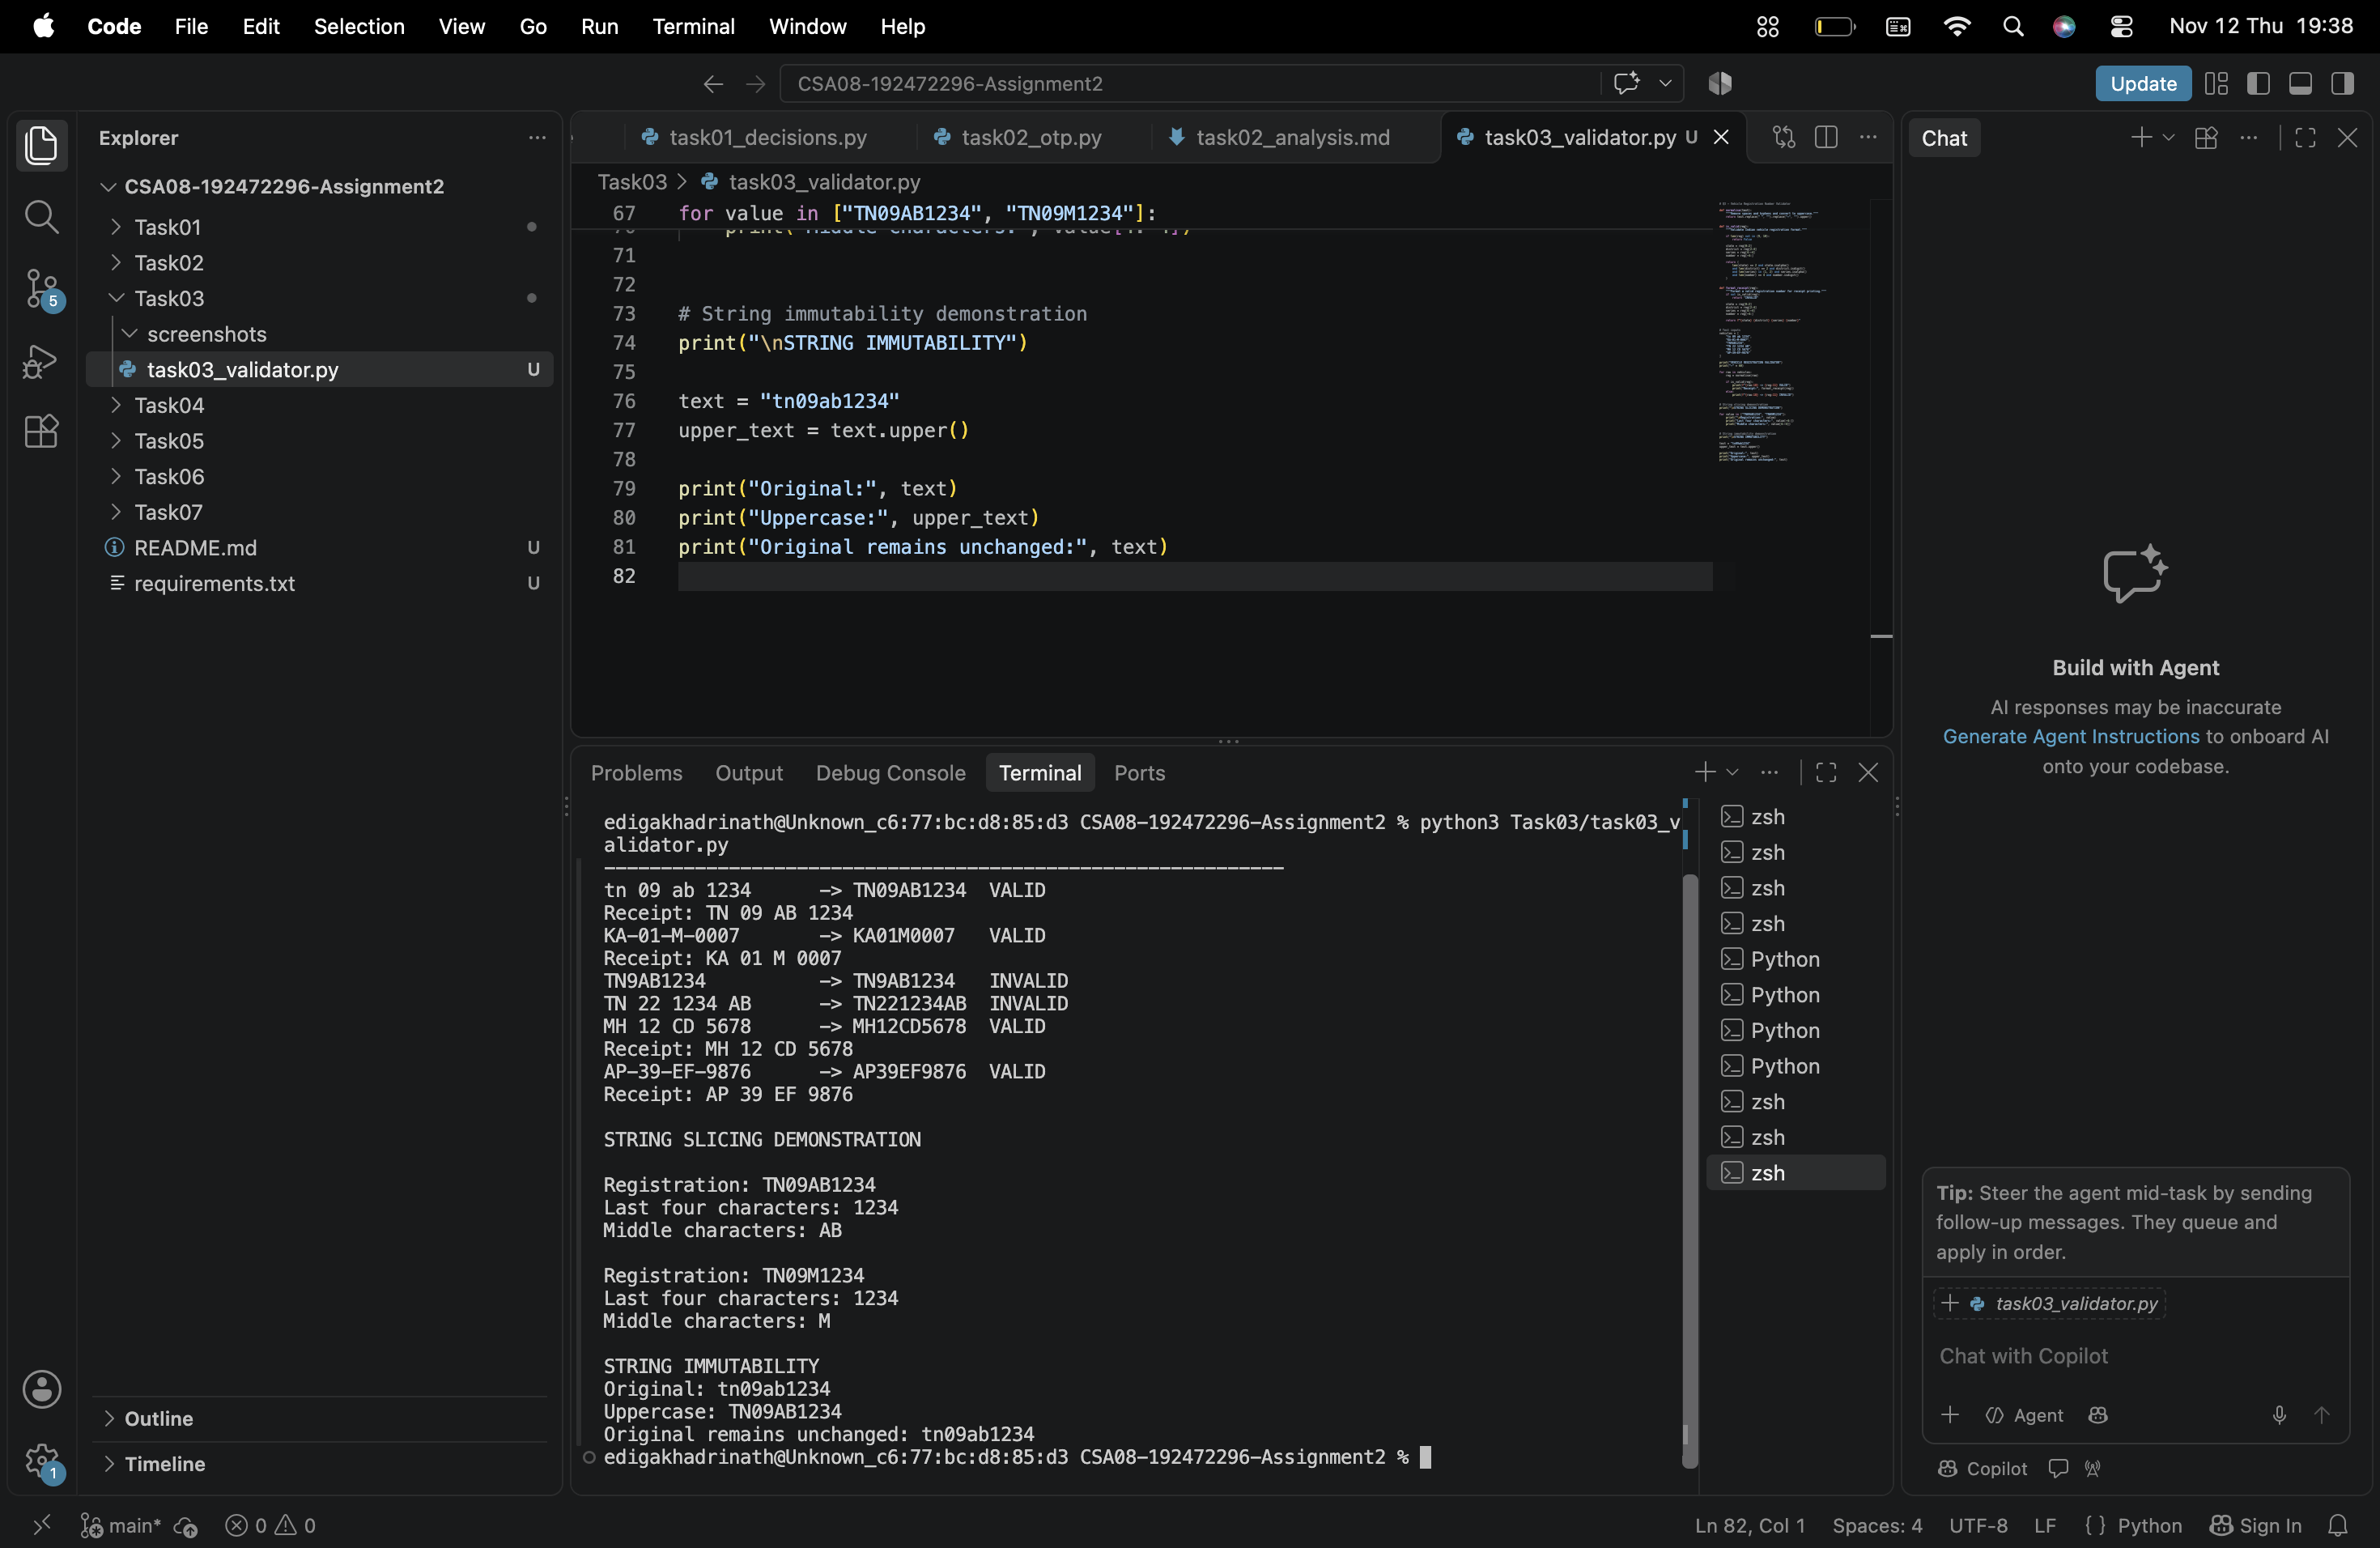 Code File Edit Selection View Go Run Terminal Window Help Nov 12 Thu 19:38
CSA08-192472296-Assignment2 Update
Explorer
CSA08-192472296-Assignment2
Task01
Task02
Task03
screenshots
task03_validator.py U
Task04
Task05
Task06
Task07
README.md U
requirements.txt U
Outline
Timeline
5
1
task01_decisions.py task02_otp.py task02_analysis.md task03_validator.py U
Task03 > task03_validator.py
67 for value in ["TN09AB1234", "TN09M1234"]:
71
72
73 # String immutability demonstration
74 print("\nSTRING IMMUTABILITY")
75
76 text = "tn09ab1234"
77 upper_text = text.upper()
78
79 print("Original:", text)
80 print("Uppercase:", upper_text)
81 print("Original remains unchanged:", text)
82
Problems Output Debug Console Terminal Ports
edigakhadrinath@Unknown_c6:77:bc:d8:85:d3 CSA08-192472296-Assignment2 % python3 Task03/task03_v
alidator.py
------------------------------------------------------------
tn 09 ab 1234 -> TN09AB1234 VALID
Receipt: TN 09 AB 1234
KA-01-M-0007 -> KA01M0007 VALID
Receipt: KA 01 M 0007
TN9AB1234 -> TN9AB1234 INVALID
TN 22 1234 AB -> TN221234AB INVALID
MH 12 CD 5678 -> MH12CD5678 VALID
Receipt: MH 12 CD 5678
AP-39-EF-9876 -> AP39EF9876 VALID
Receipt: AP 39 EF 9876
STRING SLICING DEMONSTRATION
Registration: TN09AB1234
Last four characters: 1234
Middle characters: AB
Registration: TN09M1234
Last four characters: 1234
Middle characters: M
STRING IMMUTABILITY
Original: tn09ab1234
Uppercase: TN09AB1234
Original remains unchanged: tn09ab1234
edigakhadrinath@Unknown_c6:77:bc:d8:85:d3 CSA08-192472296-Assignment2 %
zsh
zsh
zsh
zsh
Python
Python
Python
Python
zsh
zsh
zsh
Chat
Build with Agent
AI responses may be inaccurate
Generate Agent Instructions to onboard AI
onto your codebase.
Tip: Steer the agent mid-task by sending
follow-up messages. They queue and
apply in order.
task03_validator.py
Chat with Copilot
Agent
Copilot
main* 0 0 Ln 82, Col 1 Spaces: 4 UTF-8 LF {} Python Sign In